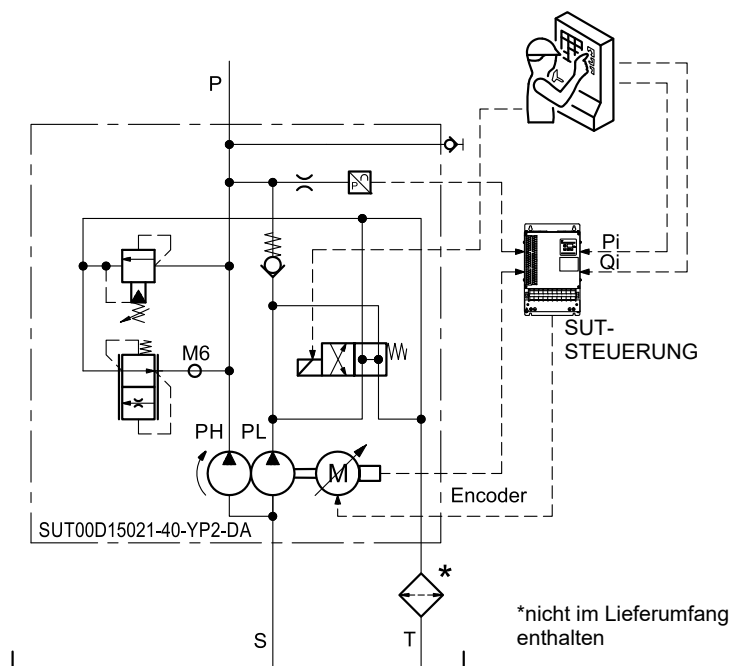 P
P
Pi
Qi
SUT-
STEUERUNG
M6
PH
PL
M
Encoder
SUT00D15021-40-YP2-DA
*
S
T
*nicht im Lieferumfang
enthalten